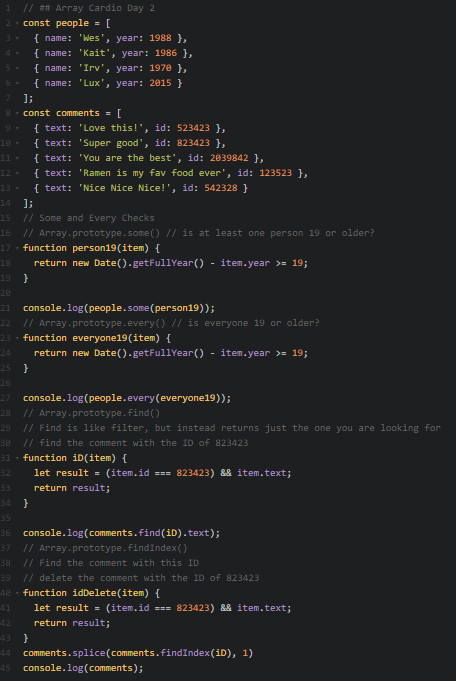 1 // ## Array Cardio Day 2
2 const people = [
3 { name: 'Wes', year: 1988 },
4 { name: 'Kait', year: 1986 },
5 { name: 'Irv', year: 1970 },
6 { name: 'Lux', year: 2015 }
7 ];
8 const comments = [
9 { text: 'Love this!', id: 523423 },
10 { text: 'Super good', id: 823423 },
11 { text: 'You are the best', id: 2039842 },
12 { text: 'Ramen is my fav food ever', id: 123523 },
13 { text: 'Nice Nice Nice!', id: 542328 }
14 ];
15 // Some and Every Checks
16 // Array.prototype.some() // is at least one person 19 or older?
17 function person19(item) {
18 return new Date().getFullYear() - item.year >= 19;
19 }
20
21 console.log(people.some(person19));
22 // Array.prototype.every() // is everyone 19 or older?
23 function everyone19(item) {
24 return new Date().getFullYear() - item.year >= 19;
25 }
26
27 console.log(people.every(everyone19));
28 // Array.prototype.find()
29 // Find is like filter, but instead returns just the one you are looking for
30 // find the comment with the ID of 823423
31 function iD(item) {
32 let result = (item.id === 823423) && item.text;
33 return result;
34 }
35
36 console.log(comments.find(iD).text);
37 // Array.prototype.findIndex()
38 // Find the comment with this ID
39 // delete the comment with the ID of 823423
40 function idDelete(item) {
41 let result = (item.id === 823423) && item.text;
42 return result;
43 }
44 comments.splice(comments.findIndex(iD), 1)
45 console.log(comments);